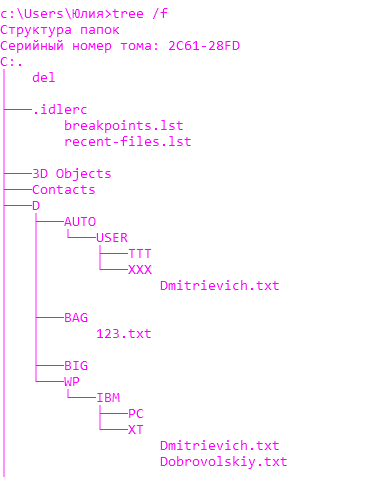 c:\Users\Юлия>tree /f
Структура папок
Серийный номер тома: 2C61-28FD
C:.
│   del
│
├───.idlerc
│       breakpoints.lst
│       recent-files.lst
│
├───3D Objects
├───Contacts
├───D
│   ├───AUTO
│   │   └───USER
│   │       ├───TTT
│   │       └───XXX
│   │               Dmitrievich.txt
│   │
│   ├───BAG
│   │       123.txt
│   │
│   ├───BIG
│   └───WP
│       └───IBM
│           ├───PC
│           └───XT
│                   Dmitrievich.txt
│                   Dobrovolskiy.txt
│